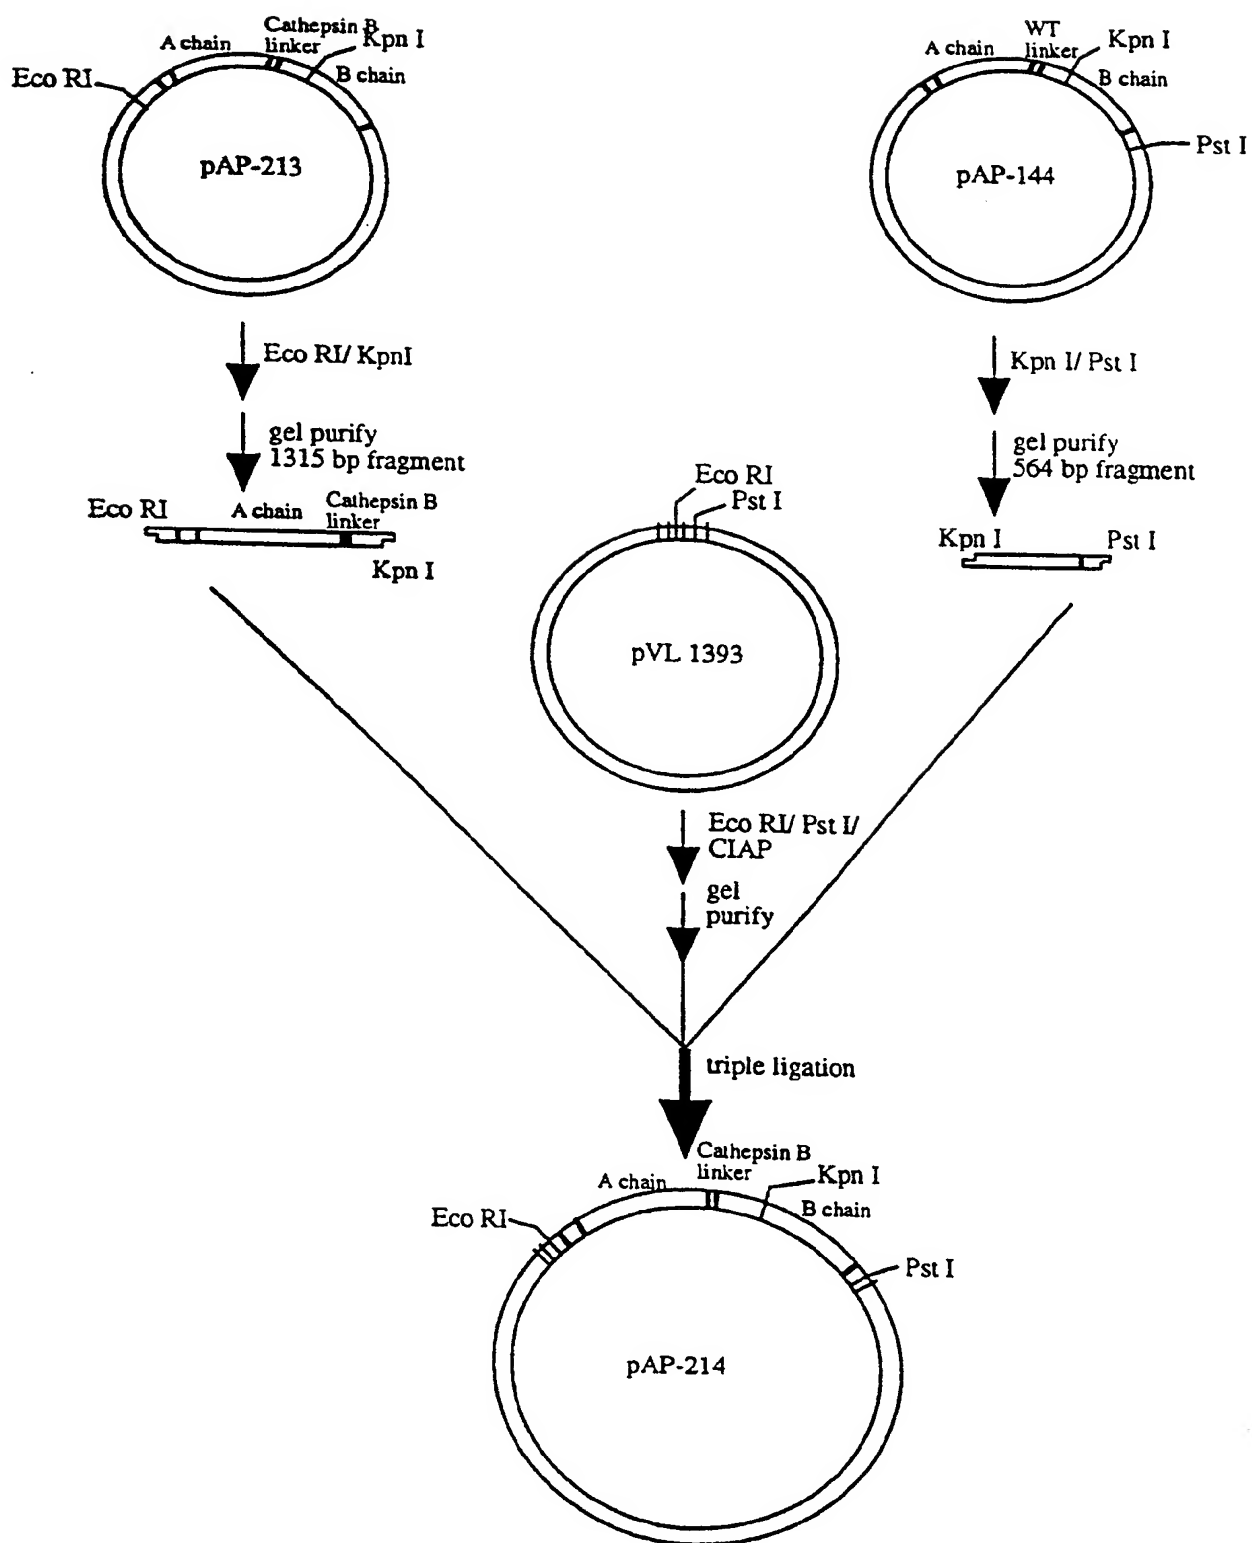 Cathepsin B
linker
A chain
Kpn I
B chain
Eco RI
pAP-213
WT
linker
A chain
Kpn I
B chain
Pst I
pAP-144
Eco RI/ KpnI
gel purify
1315 bp fragment
Kpn I/ Pst I
gel purify
564 bp fragment
Eco RI
A chain
Cathepsin B
linker
Kpn I
Eco RI
Pst I
Kpn I
Pst I
pVL 1393
Eco RI/ Pst I/
CIAP
gel
purify
triple ligation
Cathepsin B
linker
A chain
Kpn I
B chain
Eco RI
Pst I
pAP-214